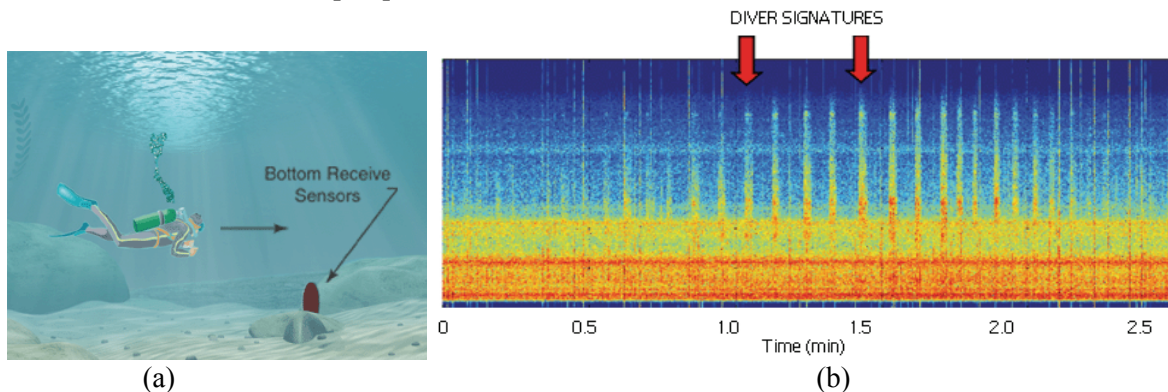 DIVER SIGNATURES
Bottom Receive
Sensors
0 0.5 1.0 1.5 2.0 2.5
Time (min)
(a) (b)